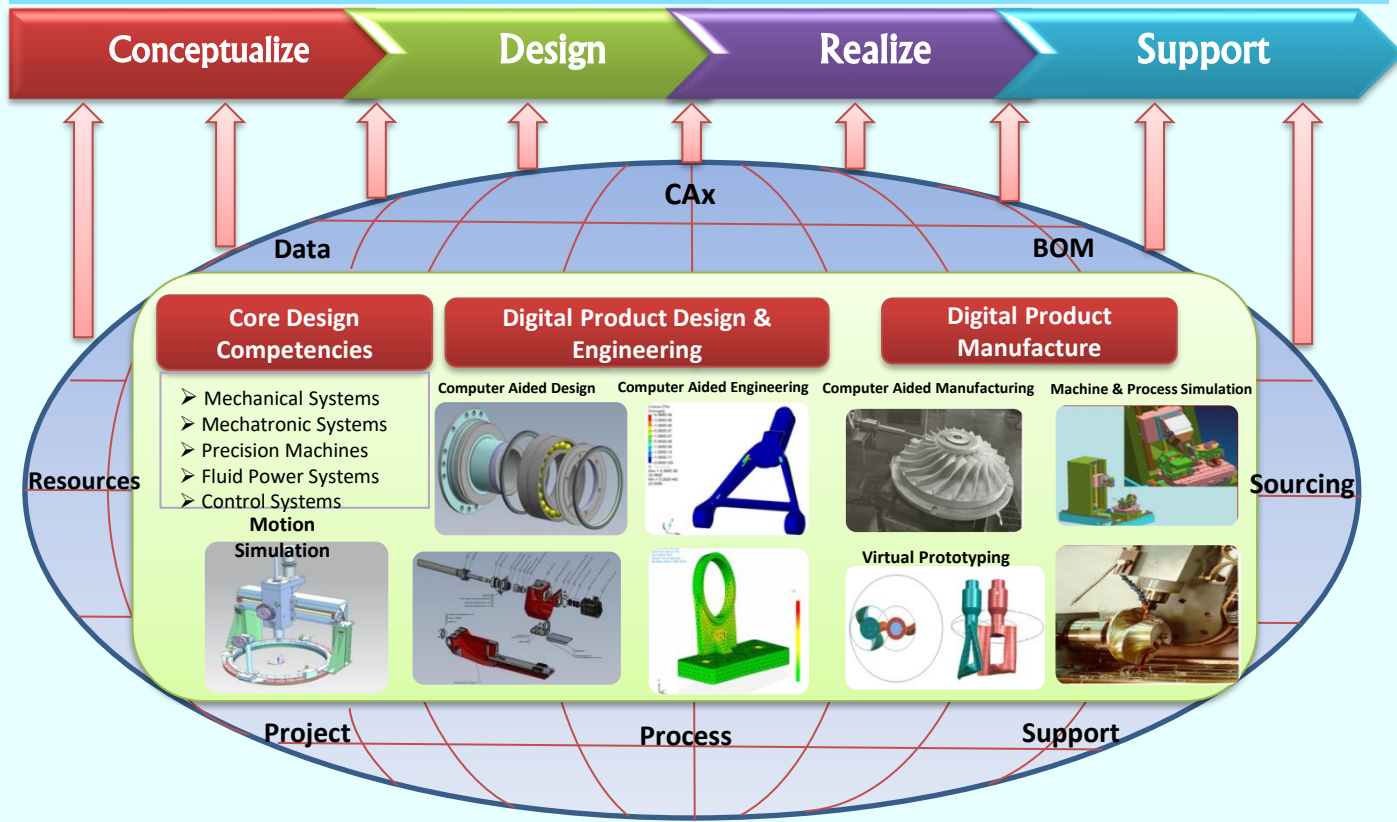 Conceptualize
Design
Realize
Support
CAx
Data
BOM
Resources
Sourcing
Core Design
Competencies
➢ Mechanical Systems
➢ Mechatronic Systems
➢ Precision Machines
➢ Fluid Power Systems
➢ Control Systems
Motion
Simulation
Digital Product Design &
Engineering
Computer Aided Design
Computer Aided Engineering
Digital Product
Manufacture
Computer Aided Manufacturing
Machine & Process Simulation
Virtual Prototyping
Project
Process
Support